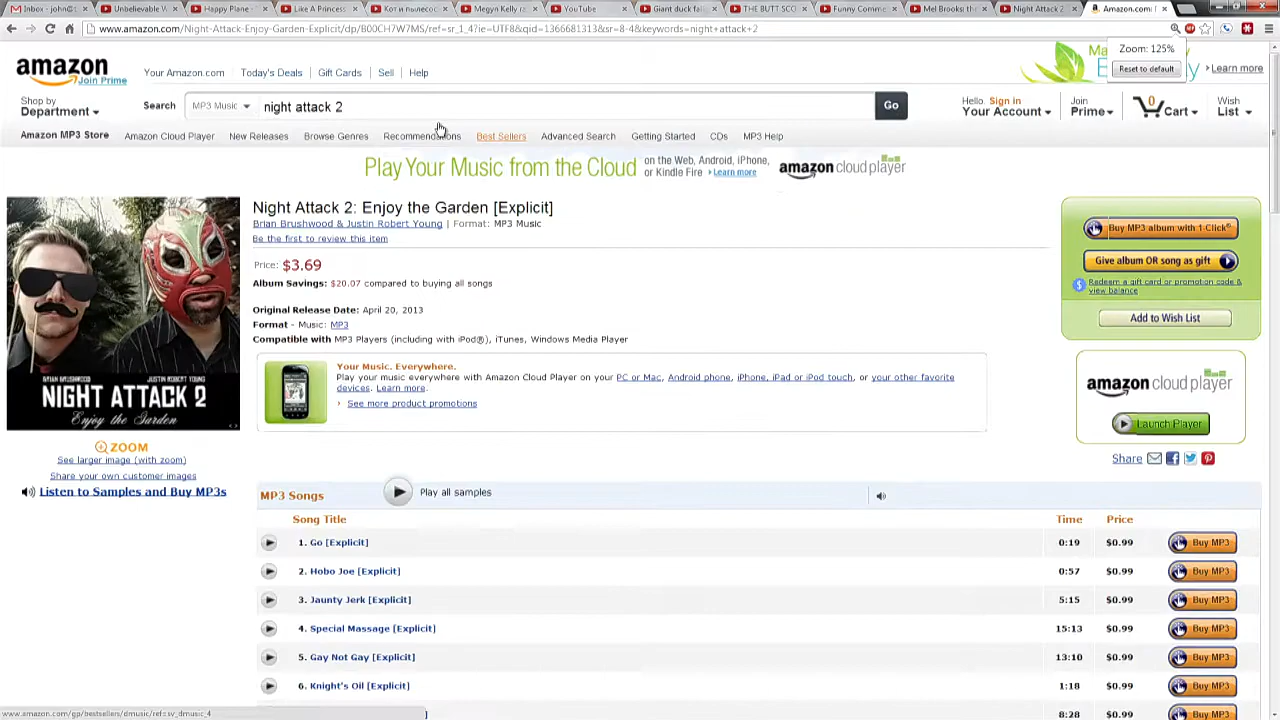 Inbox - john@
Unbelievable W
Happy Plane -
Like A Princess
Кот и пылесос
Megyn Kelly ra
YouTube
Giant duck fal
THE BUTT SCO
Funny Comme
Mel Brooks: th
Night Attack 2
Amazon.com:
www.amazon.com/Night-Attack-Enjoy-Garden-Explicit/dp/B00CH7W7MS/ref=sr_1_4?ie=UTF8&qid=1366681313&sr=8-4&keywords=night+attack+2
Zoom: 125%
Reset to default
amazon
Join Prime
Your Amazon.com
Today's Deals
Gift Cards
Sell
Help
Learn more
Shop by
Department
Search
MP3 Music
night attack 2
Go
Hello. Sign in
Your Account
Join
Prime
0
Cart
Wish
List
Amazon MP3 Store
Amazon Cloud Player
New Releases
Browse Genres
Recommendations
Best Sellers
Advanced Search
Getting Started
CDs
MP3 Help
Play Your Music from the Cloud
on the Web, Android, iPhone,
or Kindle Fire
Learn more
amazon cloud player
Night Attack 2: Enjoy the Garden [Explicit]
Brian Brushwood & Justin Robert Young | Format: MP3 Music
Be the first to review this item
Price: $3.69
Album Savings: $20.07 compared to buying all songs
Original Release Date: April 20, 2013
Format - Music: MP3
Compatible with MP3 Players (including with iPod®), iTunes, Windows Media Player
BRIAN BRUSHWOOD
JUSTIN ROBERT YOUNG
NIGHT ATTACK 2
Enjoy the Garden
Your Music. Everywhere.
Play your music everywhere with Amazon Cloud Player on your PC or Mac, Android phone, iPhone, iPad or iPod touch, or your other favorite
devices. Learn more.
See more product promotions
Buy MP3 album with 1-Click®
Give album OR song as gift
Redeem a gift card or promotion code &
view balance
Add to Wish List
amazon cloud player
Launch Player
Share
ZOOM
See larger image (with zoom)
Share your own customer images
Listen to Samples and Buy MP3s
MP3 Songs
Play all samples
Song Title
Time
Price
1. Go [Explicit]
0:19
$0.99
Buy MP3
2. Hobo Joe [Explicit]
0:57
$0.99
Buy MP3
3. Jaunty Jerk [Explicit]
5:15
$0.99
Buy MP3
4. Special Massage [Explicit]
15:13
$0.99
Buy MP3
5. Gay Not Gay [Explicit]
13:10
$0.99
Buy MP3
6. Knight's Oil [Explicit]
1:18
$0.99
Buy MP3
8:28
$0.99
Buy MP3
www.amazon.com/gp/bestsellers/dmusic/ref=sv_dmusic_4